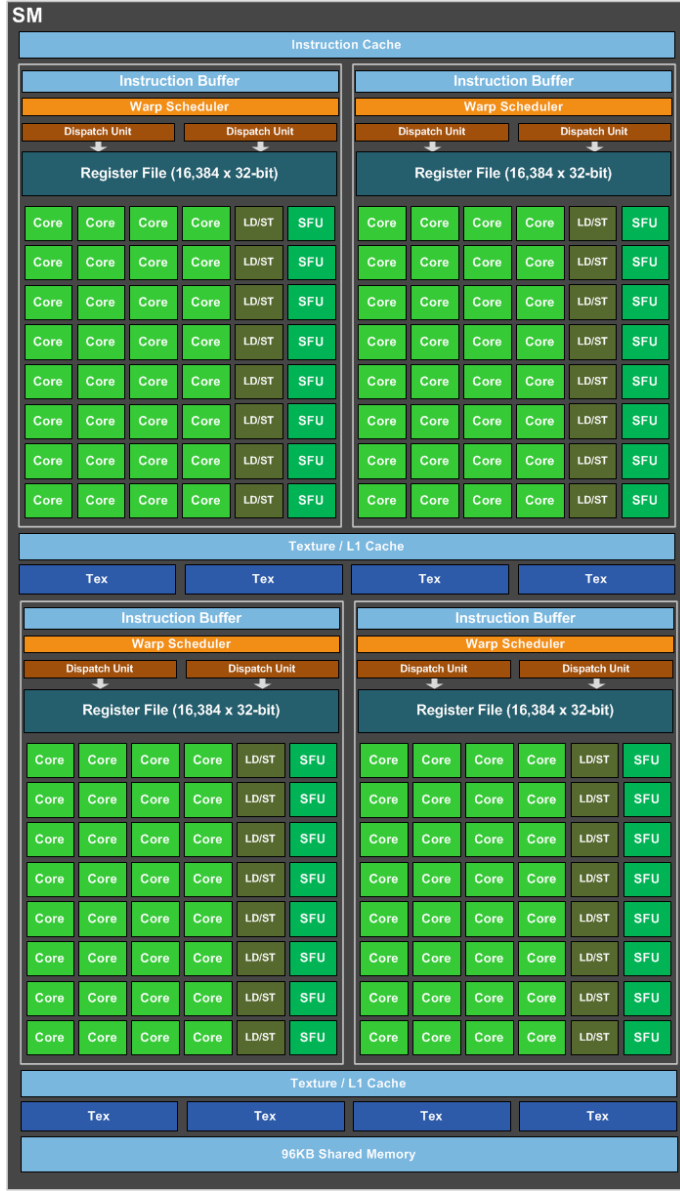 SM
Instruction Cache
Instruction Buffer Instruction Buffer
Warp Scheduler Warp Scheduler
Dispatch Unit Dispatch Unit Dispatch Unit Dispatch Unit
Register File (16,384 x 32-bit) Register File (16,384 x 32-bit)
Core Core Core Core LD/ST SFU Core Core Core Core LD/ST SFU
Core Core Core Core LD/ST SFU Core Core Core Core LD/ST SFU
Core Core Core Core LD/ST SFU Core Core Core Core LD/ST SFU
Core Core Core Core LD/ST SFU Core Core Core Core LD/ST SFU
Core Core Core Core LD/ST SFU Core Core Core Core LD/ST SFU
Core Core Core Core LD/ST SFU Core Core Core Core LD/ST SFU
Core Core Core Core LD/ST SFU Core Core Core Core LD/ST SFU
Core Core Core Core LD/ST SFU Core Core Core Core LD/ST SFU
Texture / L1 Cache
Tex Tex Tex Tex
Instruction Buffer Instruction Buffer
Warp Scheduler Warp Scheduler
Dispatch Unit Dispatch Unit Dispatch Unit Dispatch Unit
Register File (16,384 x 32-bit) Register File (16,384 x 32-bit)
Core Core Core Core LD/ST SFU Core Core Core Core LD/ST SFU
Core Core Core Core LD/ST SFU Core Core Core Core LD/ST SFU
Core Core Core Core LD/ST SFU Core Core Core Core LD/ST SFU
Core Core Core Core LD/ST SFU Core Core Core Core LD/ST SFU
Core Core Core Core LD/ST SFU Core Core Core Core LD/ST SFU
Core Core Core Core LD/ST SFU Core Core Core Core LD/ST SFU
Core Core Core Core LD/ST SFU Core Core Core Core LD/ST SFU
Core Core Core Core LD/ST SFU Core Core Core Core LD/ST SFU
Texture / L1 Cache
Tex Tex Tex Tex
96KB Shared Memory